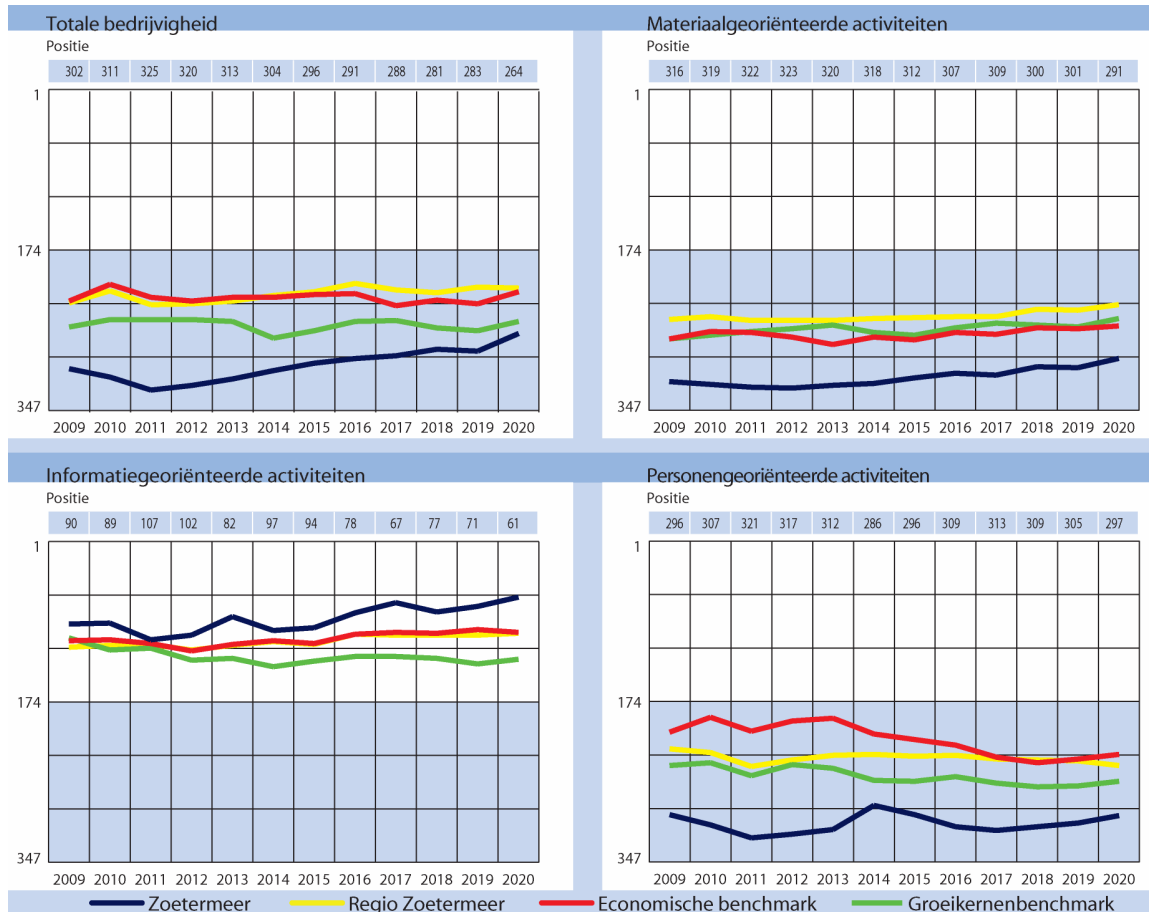 Totale bedrijvigheid
Positie
302 311 325 320 313 304 296 291 288 281 283 264
1
174
347
2009 2010 2011 2012 2013 2014 2015 2016 2017 2018 2019 2020
Materiaalgeoriënteerde activiteiten
Positie
316 319 322 323 320 318 312 307 309 300 301 291
1
174
347
2009 2010 2011 2012 2013 2014 2015 2016 2017 2018 2019 2020
Informatiegeoriënteerde activiteiten
Positie
90 89 107 102 82 97 94 78 67 77 71 61
1
174
347
2009 2010 2011 2012 2013 2014 2015 2016 2017 2018 2019 2020
Personengeoriënteerde activiteiten
Positie
296 307 321 317 312 286 296 309 313 309 305 297
1
174
347
2009 2010 2011 2012 2013 2014 2015 2016 2017 2018 2019 2020
Zoetermeer Regio Zoetermeer Economische benchmark Groeikernenbenchmark